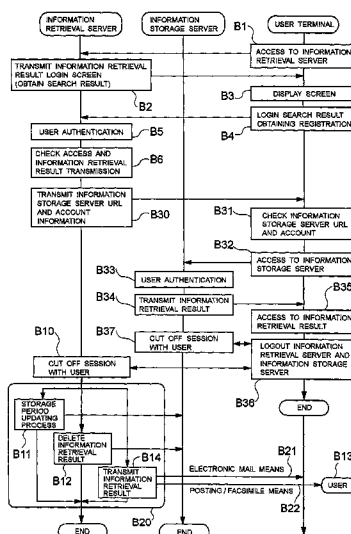 INFORMATION
RETRIEVAL SERVER
INFORMATION
STORAGE SERVER
USER TERMINAL
B1
ACCESS TO INFORMATION
RETRIEVAL SERVER
TRANSMIT INFORMATION RETRIEVAL
RESULT LOGIN SCREEN
(OBTAIN SEARCH RESULT)
B2
B3
DISPLAY SCREEN
B5
USER AUTHENTICATION
B4
LOGIN SEARCH RESULT
OBTAINING REGISTRATION
B6
CHECK ACCESS AND
INFORMATION RETRIEVAL
RESULT TRANSMISSION
TRANSMIT INFORMATION
STORAGE SERVER URL
AND ACCOUNT
INFORMATION
B30
B31
CHECK INFORMATION
STORAGE SERVER URL
AND ACCOUNT
B32
ACCESS TO INFORMATION
STORAGE SERVER
B33
USER AUTHENTICATION
B34
TRANSMIT INFORMATION
RETRIEVAL RESULT
B35
ACCESS TO INFORMATION
RETRIEVAL RESULT
B37
CUT OFF SESSION
WITH USER
B10
CUT OFF SESSION
WITH USER
LOGOUT INFORMATION
RETRIEVAL SERVER AND
INFORMATION STORAGE
SERVER
B36
END
STORAGE
PERIOD
UPDATING
PROCESS
B11
DELETE
INFORMATION
RETRIEVAL
RESULT
B12
B14
TRANSMIT
INFORMATION
RETRIEVAL
RESULT
B21
ELECTRONIC MAIL MEANS
B13
USER
POSTING/FACSIMILE MEANS
B22
B20
END
END